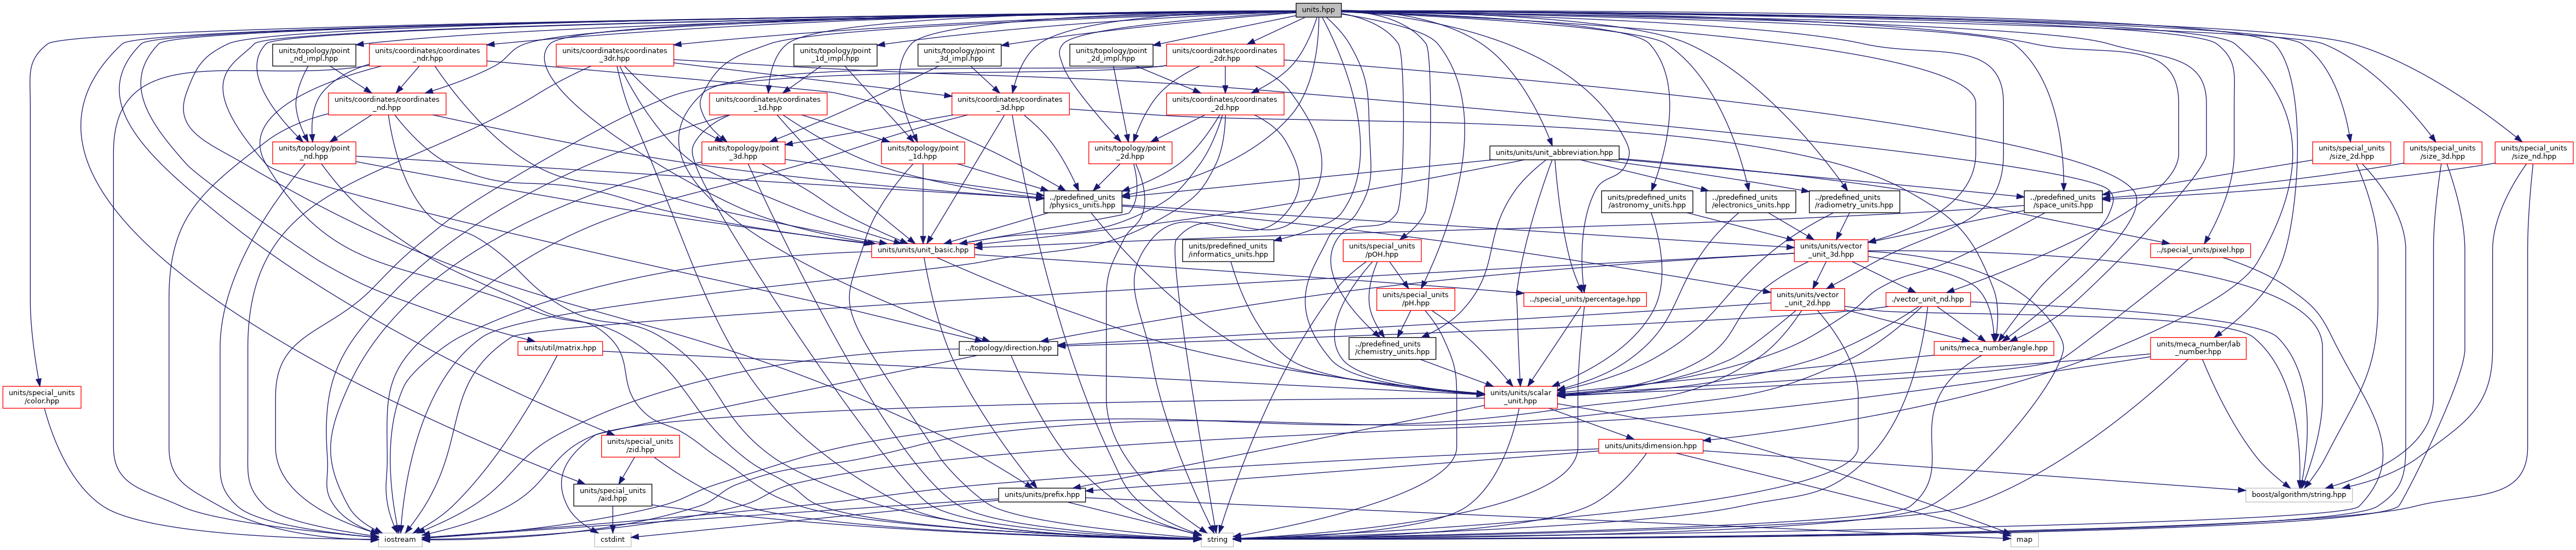 units.hpp
units/topology/point
_nd_impl.hpp
units/coordinates/coordinates
_ndr.hpp
units/coordinates/coordinates
_3dr.hpp
units/topology/point
_1d_impl.hpp
units/topology/point
_3d_impl.hpp
units/topology/point
_2d_impl.hpp
units/coordinates/coordinates
_2dr.hpp
units/coordinates/coordinates
_nd.hpp
units/coordinates/coordinates
_1d.hpp
units/coordinates/coordinates
_3d.hpp
units/coordinates/coordinates
_2d.hpp
units/topology/point
_nd.hpp
units/topology/point
_3d.hpp
units/topology/point
_1d.hpp
units/topology/point
_2d.hpp
units/units/unit_abbreviation.hpp
units/special_units
/size_2d.hpp
units/special_units
/size_3d.hpp
units/special_units
/size_nd.hpp
../predefined_units
/physics_units.hpp
units/predefined_units
/astronomy_units.hpp
../predefined_units
/electronics_units.hpp
../predefined_units
/radiometry_units.hpp
../predefined_units
/space_units.hpp
units/units/unit_basic.hpp
units/predefined_units
/informatics_units.hpp
units/special_units
/pOH.hpp
units/units/vector
_unit_3d.hpp
../special_units/pixel.hpp
units/special_units
/pH.hpp
../special_units/percentage.hpp
units/units/vector
_unit_2d.hpp
./vector_unit_nd.hpp
units/util/matrix.hpp
../topology/direction.hpp
../predefined_units
/chemistry_units.hpp
units/meca_number/angle.hpp
units/meca_number/lab
_number.hpp
units/special_units
/color.hpp
units/units/scalar
_unit.hpp
units/special_units
/zid.hpp
units/units/dimension.hpp
units/special_units
/aid.hpp
units/units/prefix.hpp
boost/algorithm/string.hpp
iostream
cstdint
string
map